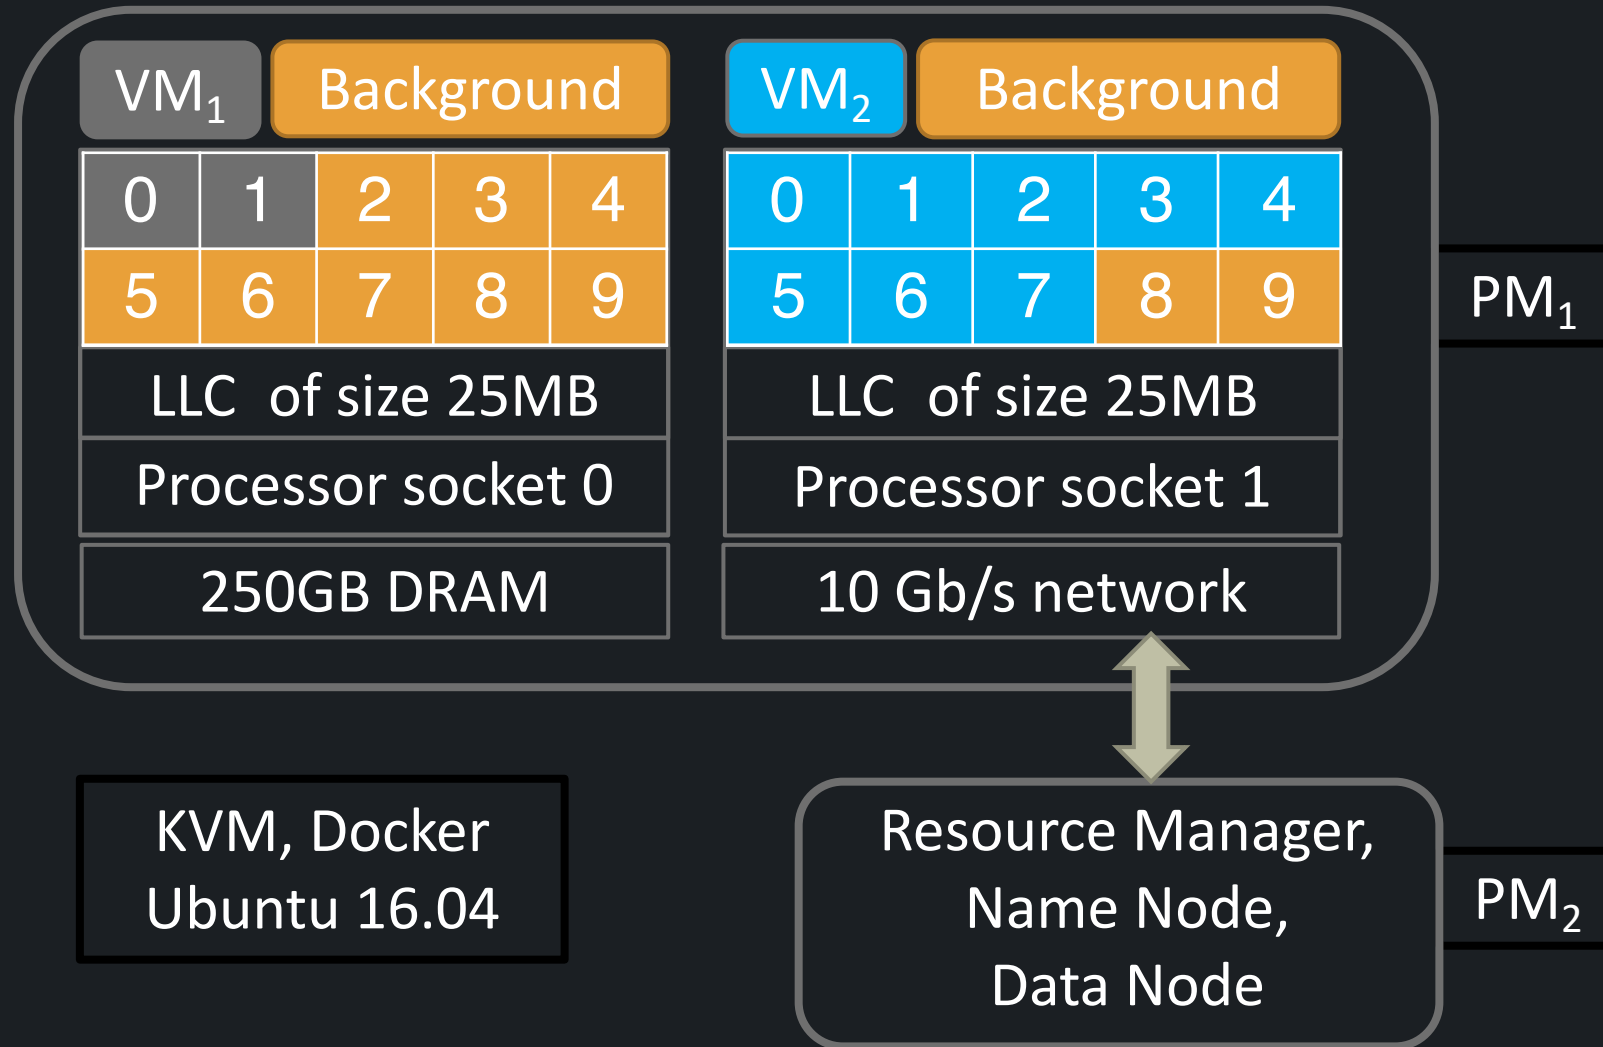 VM₁ Background VM₂ Background
0 1 2 3 4 0 1 2 3 4
5 6 7 8 9 5 6 7 8 9
PM₁
LLC of size 25MB LLC of size 25MB
Processor socket 0 Processor socket 1
250GB DRAM 10 Gb/s network
KVM, Docker
Ubuntu 16.04
Resource Manager,
Name Node,
Data Node
PM₂